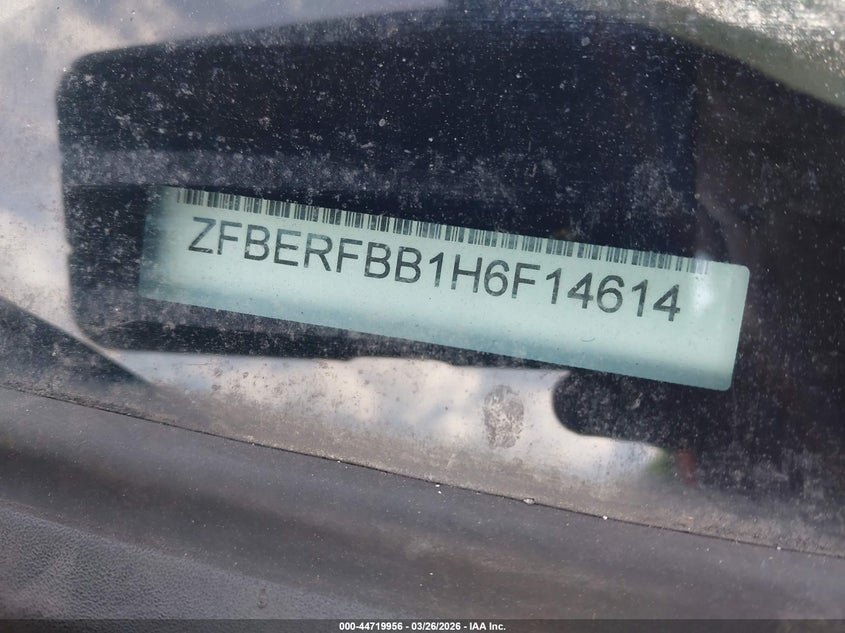 ZFBERFBB1H6F14614
000-44719956 - 03/26/2026 - IAA Inc.